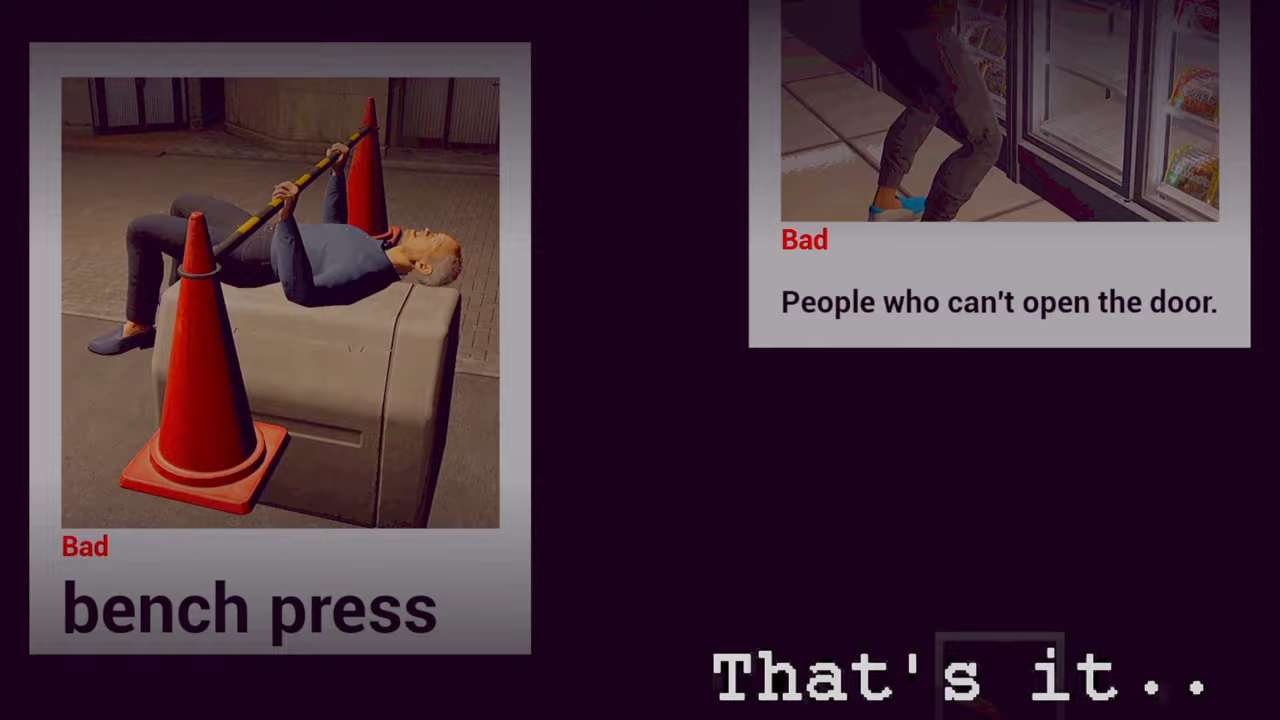 Bad
People who can't open the door.
Bad
bench press
That's it..